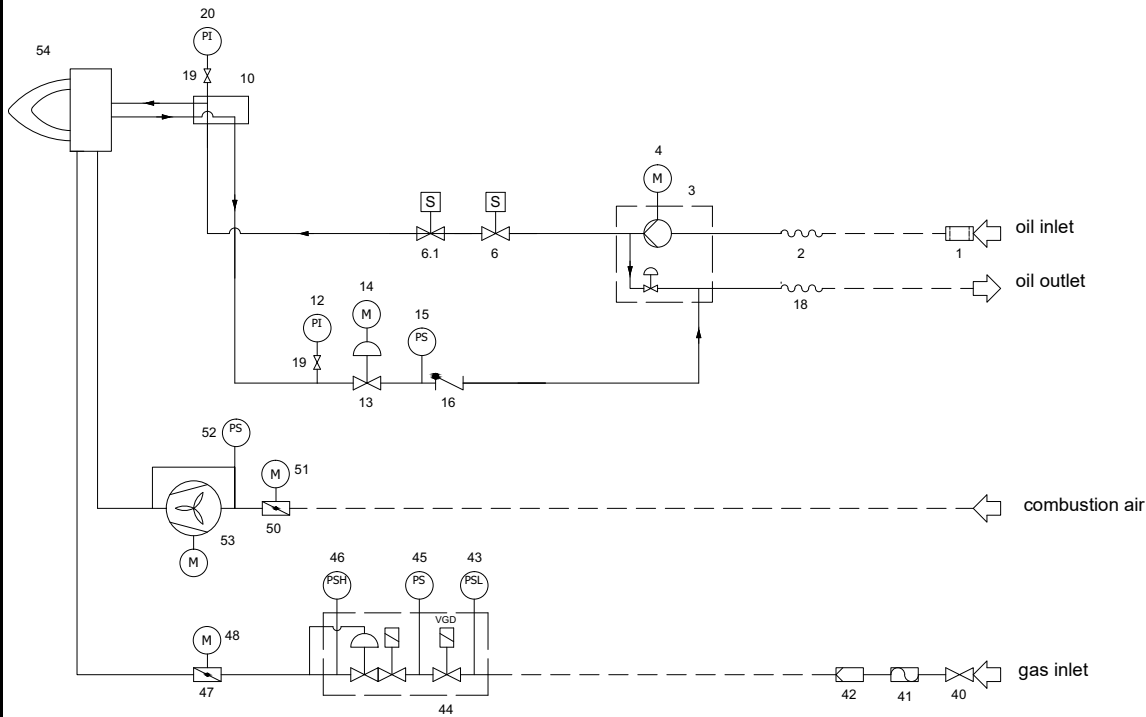 20
PI
54
19
10
4
M
3
S
S
oil inlet
6.1
6
2
1
oil outlet
14
12
M
15
18
PI
PS
19
13
16
52
PS
51
M
combustion air
50
53
M
46
45
43
PSH
PS
PSL
VGD
M
48
gas inlet
47
42
41
40
44